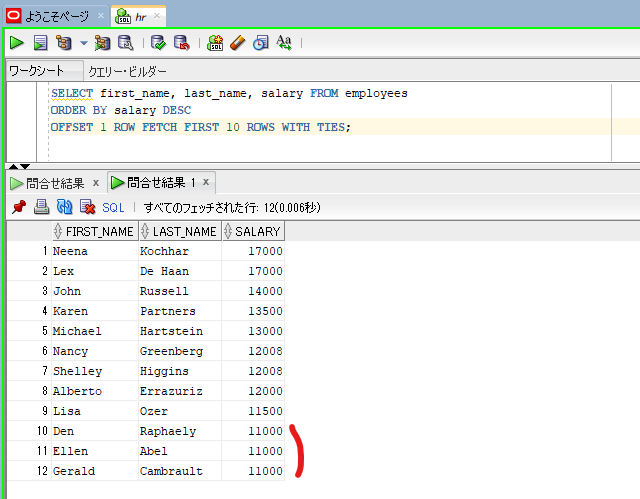 ようこそページ hr
SQL
Aa
ワークシート クエリー・ビルダー
SELECT first_name, last_name, salary FROM employees
ORDER BY salary DESC
OFFSET 1 ROW FETCH FIRST 10 ROWS WITH TIES;
問合せ結果 × 問合せ結果 1 ×
SQL | すべてのフェッチされた行: 12(0.006秒)
FIRST_NAME LAST_NAME SALARY
1 Neena Kochhar 17000
2 Lex De Haan 17000
3 John Russell 14000
4 Karen Partners 13500
5 Michael Hartstein 13000
6 Nancy Greenberg 12008
7 Shelley Higgins 12008
8 Alberto Errazuriz 12000
9 Lisa Ozer 11500
10 Den Raphaely 11000
11 Ellen Abel 11000
12 Gerald Cambrault 11000